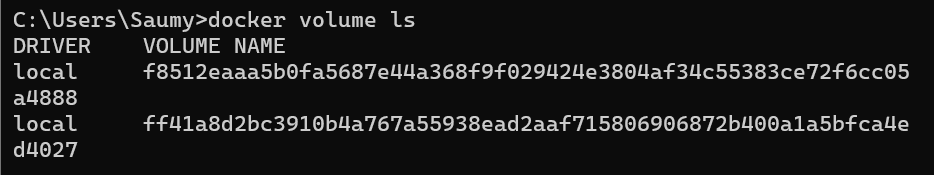 C:\Users\Saumy>docker volume ls
DRIVER    VOLUME NAME
local     f8512eaaa5b0fa5687e44a368f9f029424e3804af34c55383ce72f6cc05
a4888
local     ff41a8d2bc3910b4a767a55938ead2aaf715806906872b400a1a5bfca4e
d4027